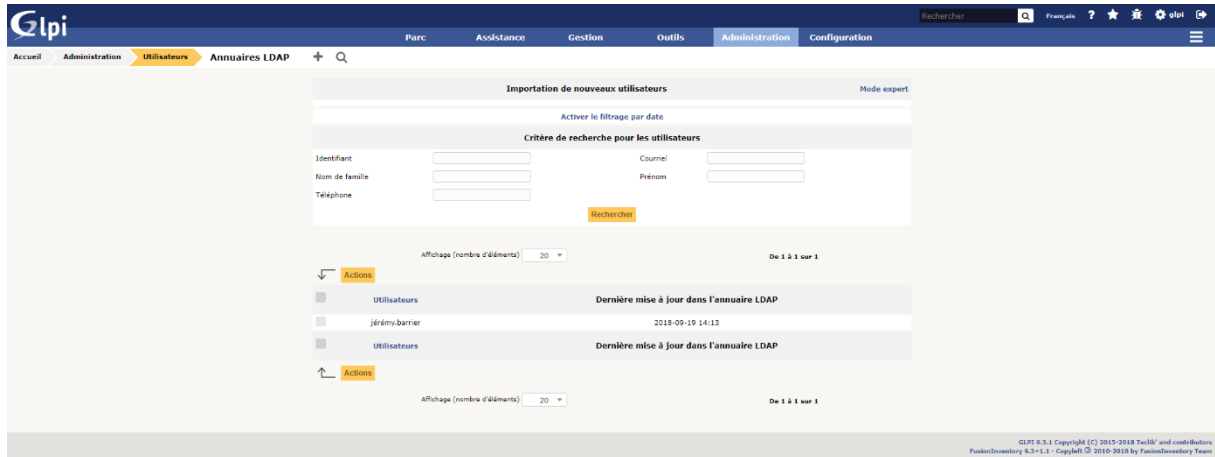 Glpi
Rechercher Français ? glpi
Parc Assistance Gestion Outils Administration Configuration
Accueil Administration Utilisateurs Annuaires LDAP
Importation de nouveaux utilisateurs Mode expert
Activer le filtrage par date
Critère de recherche pour les utilisateurs
Identifiant Courriel
Nom de famille Prénom
Téléphone
Rechercher
Affichage (nombre d'éléments) 20 De 1 à 1 sur 1
Actions
Utilisateurs Dernière mise à jour dans l'annuaire LDAP
jérémy.barrier 2018-09-19 14:13
Utilisateurs Dernière mise à jour dans l'annuaire LDAP
Actions
Affichage (nombre d'éléments) 20 De 1 à 1 sur 1
GLPI 9.3.1 Copyright (C) 2015-2018 Teclib' and contributors
FusionInventory 9.3+1.1 - Copyleft 🄯 2010-2018 by FusionInventory Team